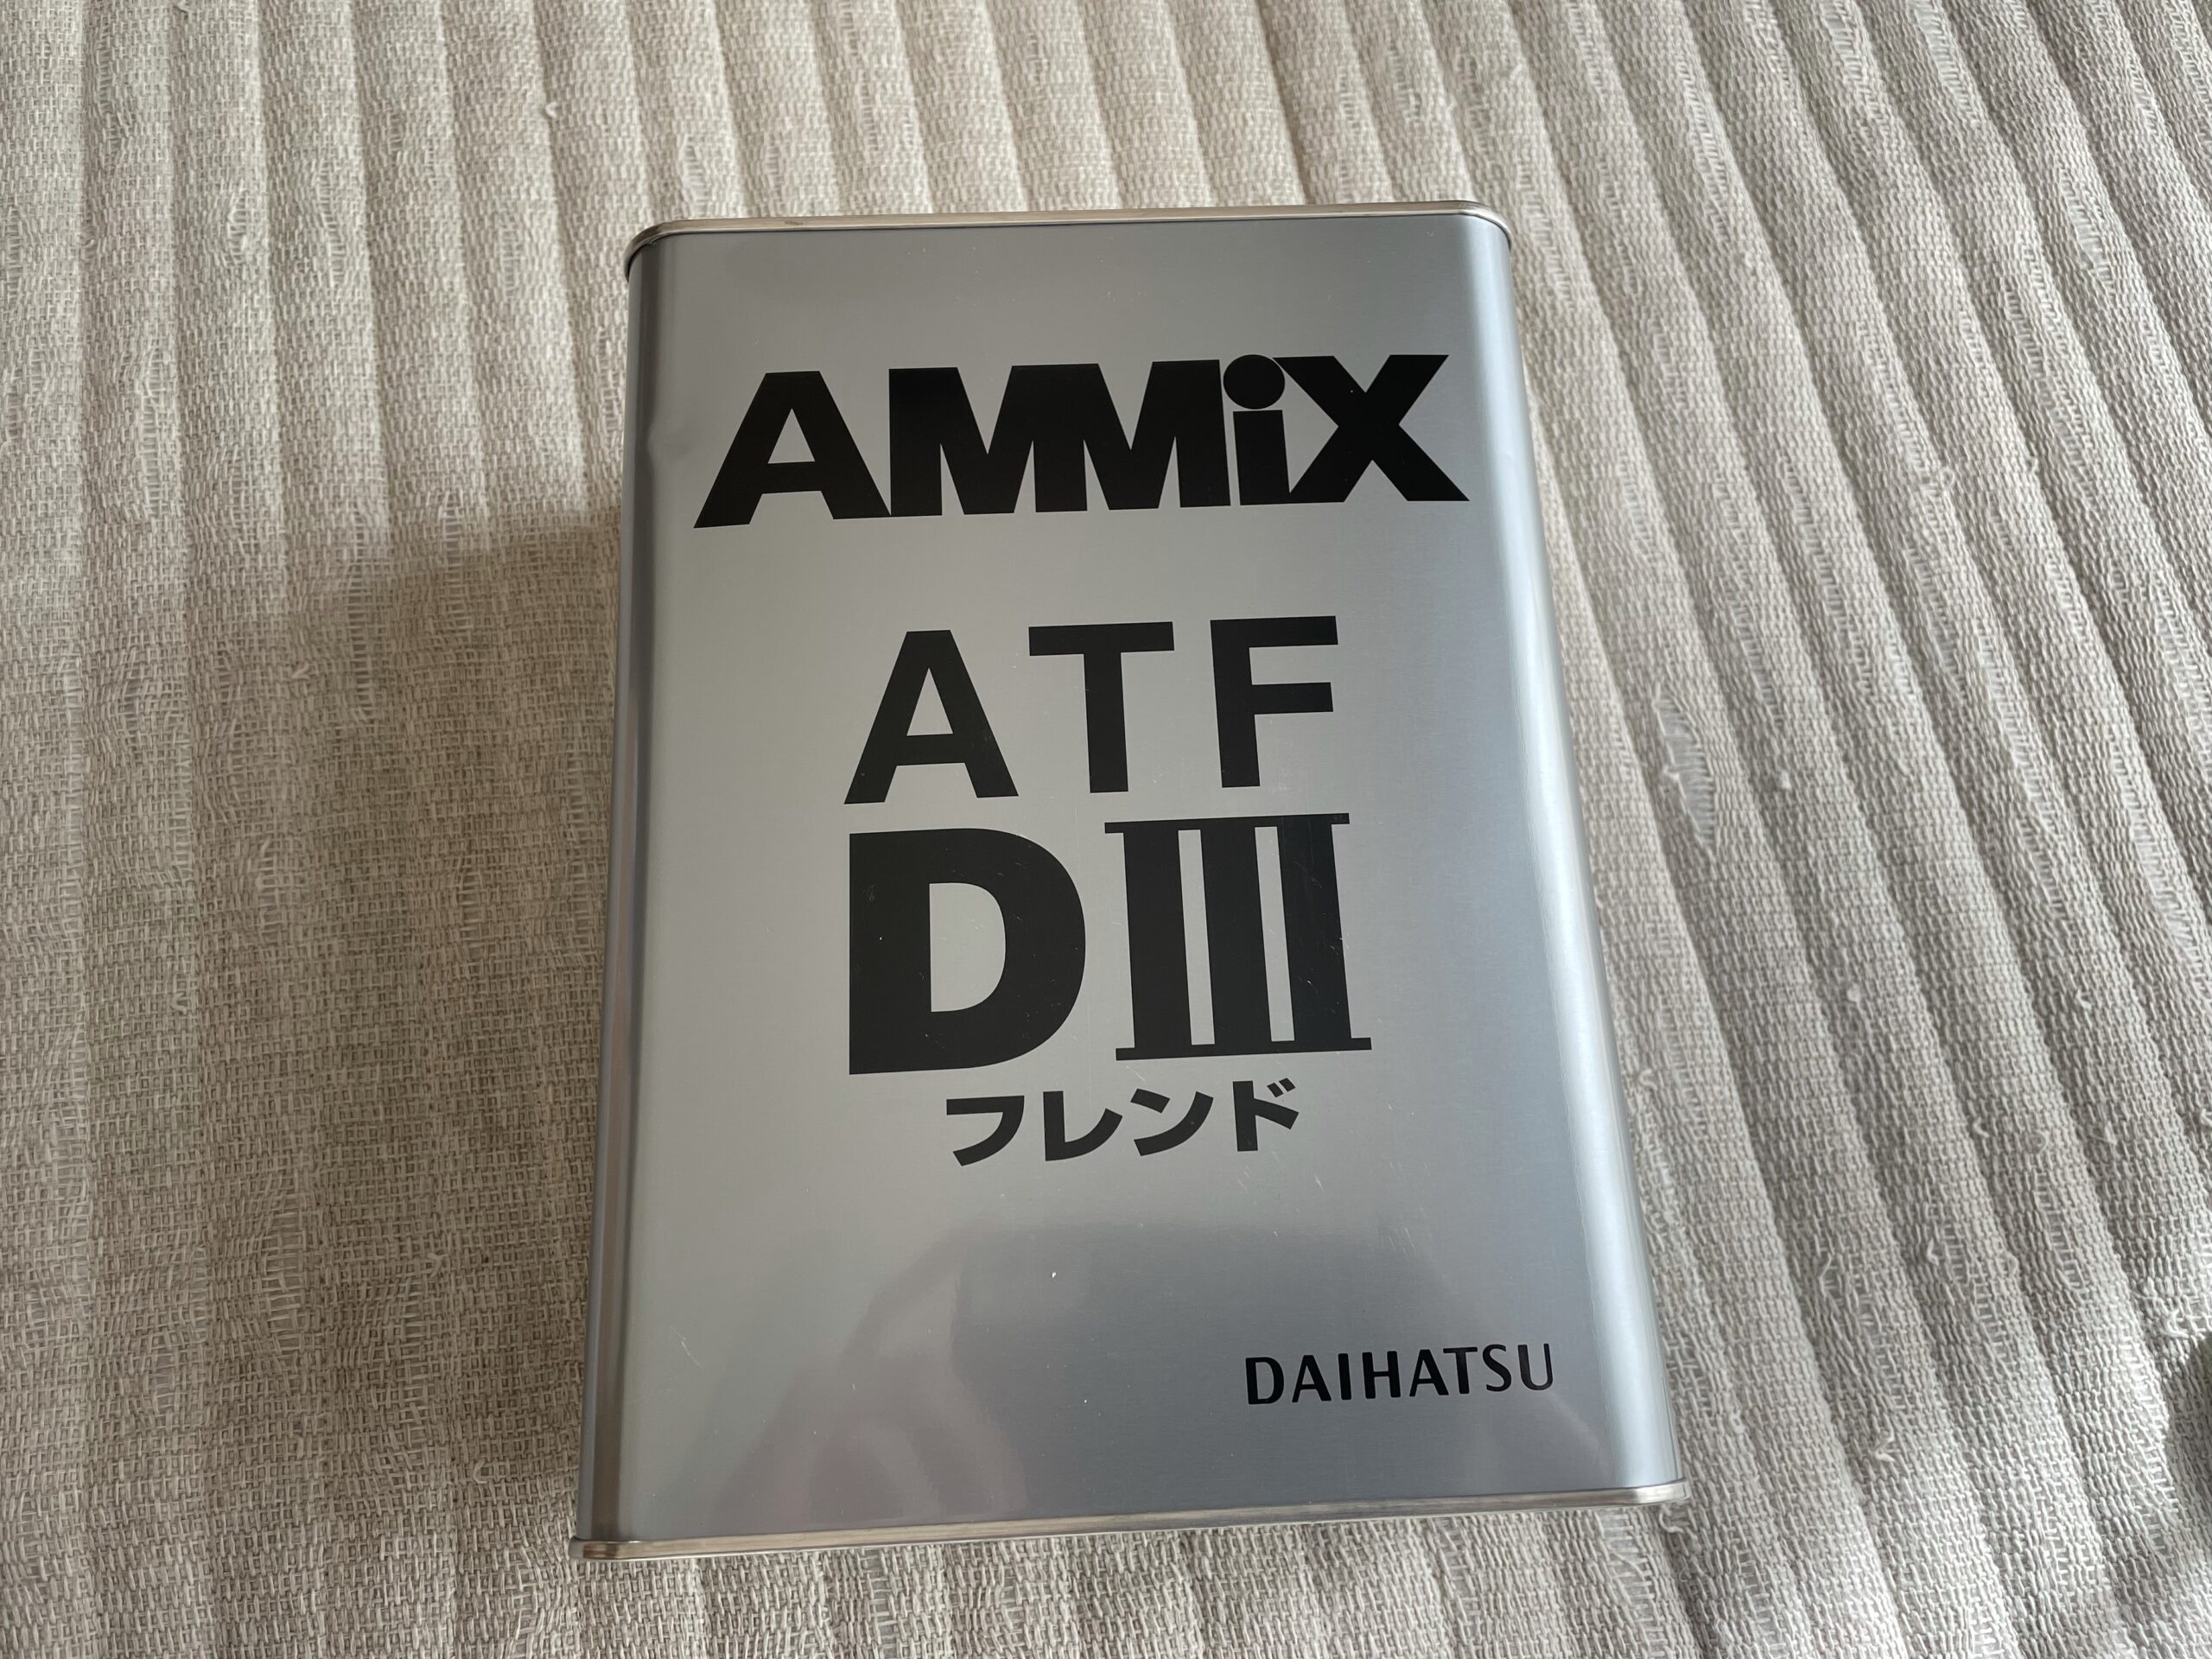 AMMiX
ATF
DIII
フレンド
DAIHATSU